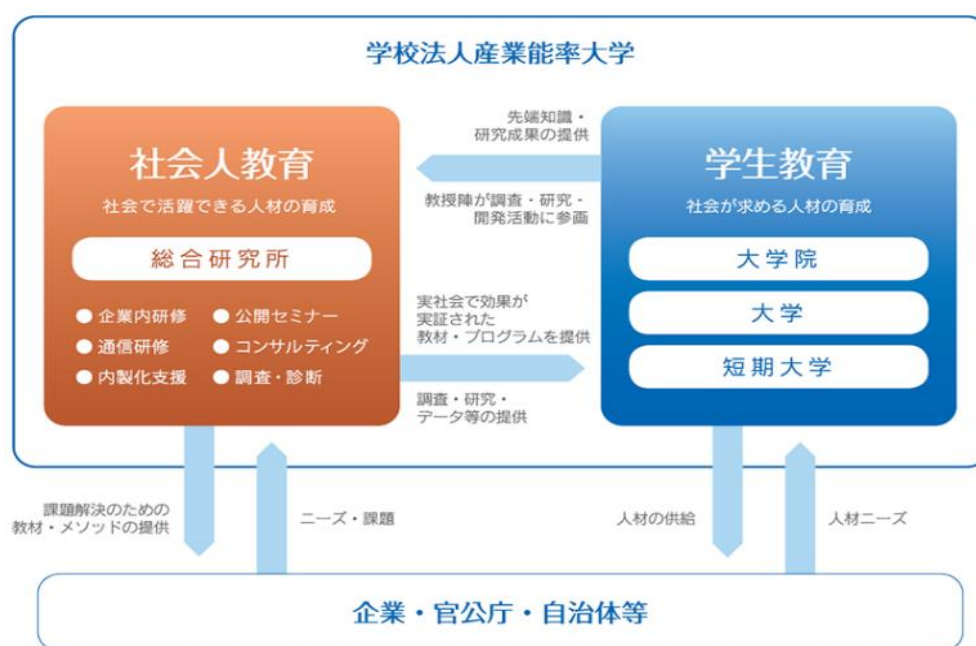 学校法人産業能率大学
社会人教育
社会で活躍できる人材の育成
総合研究所
● 企業内研修
● 公開セミナー
● 通信研修
● コンサルティング
● 内製化支援
● 調査・診断
先端知識・
研究成果の提供
教授陣が調査・研究・
開発活動に参画
実社会で効果が
実証された
教材・プログラムを提供
調査・研究・
データ等の提供
学生教育
社会が求める人材の育成
大学院
大学
短期大学
課題解決のための
教材・メソッドの提供
ニーズ・課題
人材の供給
人材ニーズ
企業・官公庁・自治体等